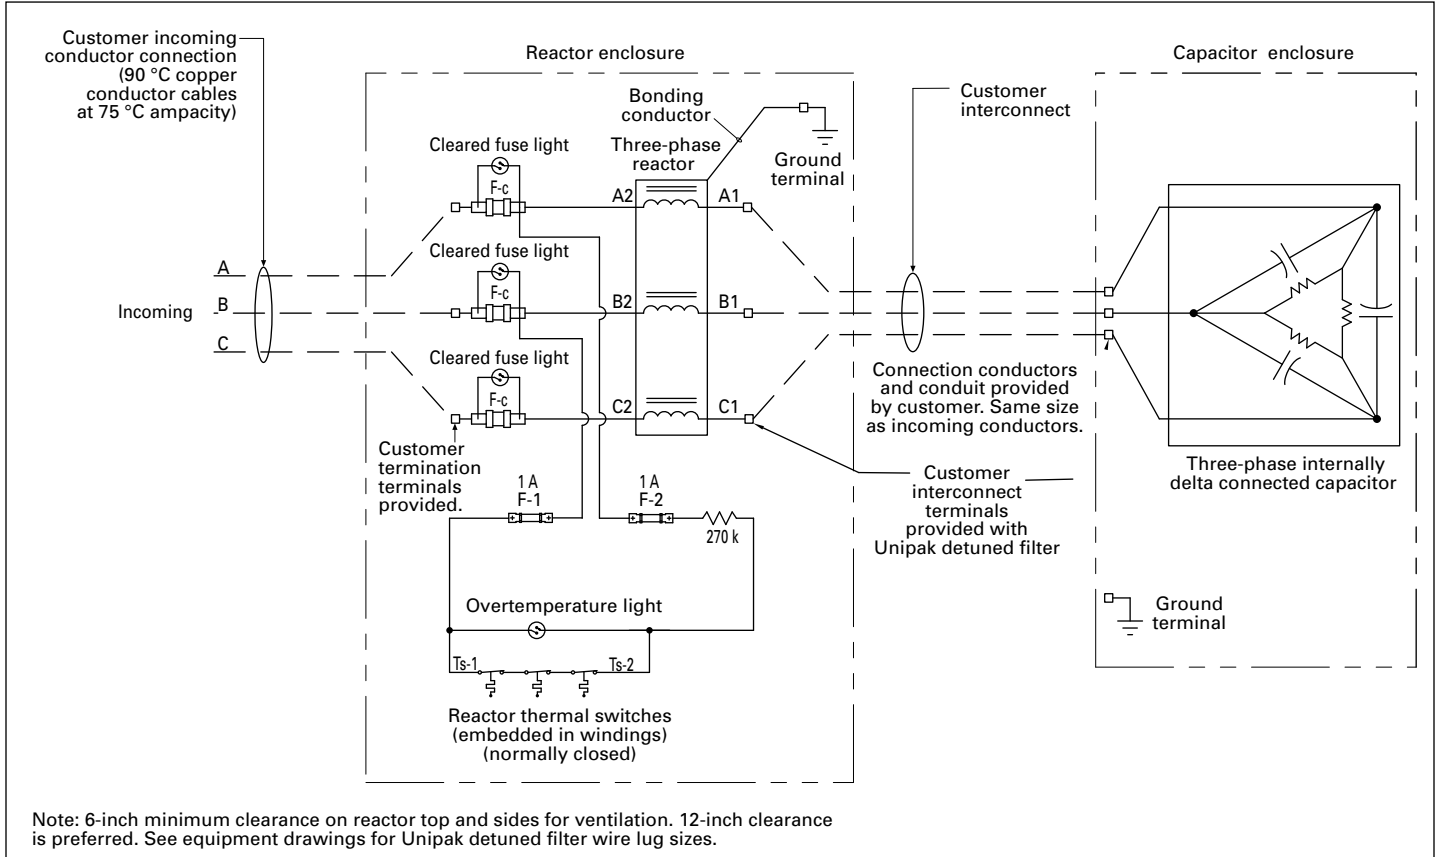 Customer incoming
conductor connection
(90 °C copper
conductor cables
at 75 °C ampacity)
Reactor enclosure
Capacitor enclosure
Bonding
conductor
Customer
interconnect
Cleared fuse light
Three-phase
reactor
Ground
terminal
F-c
A2
A1
Cleared fuse light
F-c
A
B
C
Incoming
B2
B1
Cleared fuse light
F-c
C2
C1
Connection conductors
and conduit provided
by customer. Same size
as incoming conductors.
Customer
termination
terminals
provided.
1 A
F-1
1 A
F-2
270 k
Customer
interconnect
terminals
provided with
Unipak detuned filter
Three-phase internally
delta connected capacitor
Overtemperature light
Ts-1
Ts-2
Ground
terminal
Reactor thermal switches
(embedded in windings)
(normally closed)
Note: 6-inch minimum clearance on reactor top and sides for ventilation. 12-inch clearance
is preferred. See equipment drawings for Unipak detuned filter wire lug sizes.